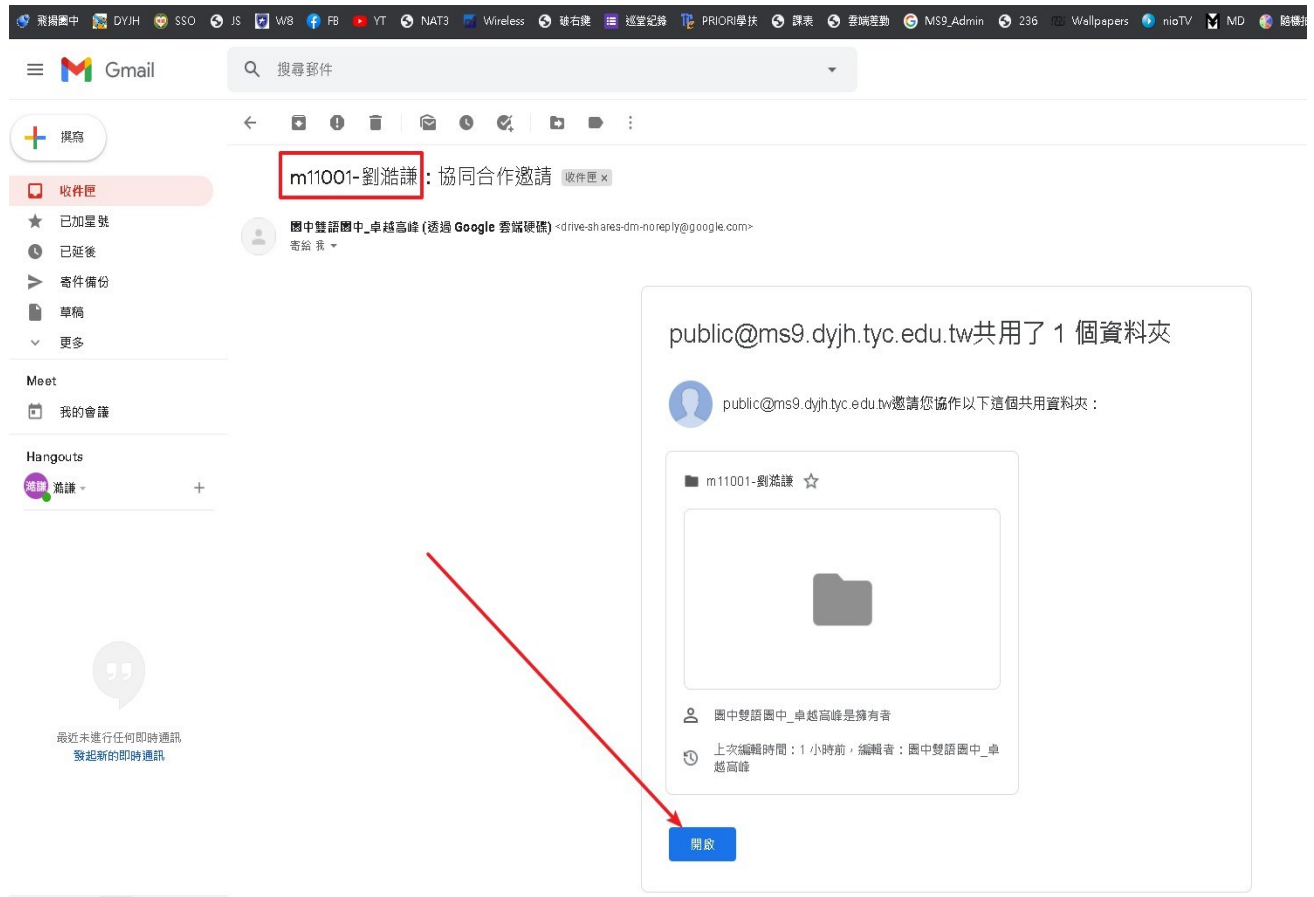 飛揚園中 DYJH SSO JS W8 FB YT NAT3 Wireless 破右鍵 巡堂紀錄 PRIORI學扶 課表 雲端差勤 MS9_Admin 236 Wallpapers nioTV MD
Gmail
搜尋郵件
撰寫
m11001-劉澔謙：協同合作邀請 收件匣 x
收件匣
已加星號
園中雙語園中_卓越高峰 (透過 Google 雲端硬碟) <drive-shares-dm-noreply@google.com>
寄給 我
已延後
寄件備份
草稿
更多
public@ms9.dyjh.tyc.edu.tw共用了 1 個資料夾
Meet
我的會議
public@ms9.dyjh.tyc.edu.tw邀請您協作以下這個共用資料夾：
Hangouts
澔謙 澔謙
m11001-劉澔謙
園中雙語園中_卓越高峰是擁有者
最近未進行任何即時通訊
發起新的即時通訊
上次編輯時間：1 小時前，編輯者：園中雙語園中_卓
越高峰
開啟